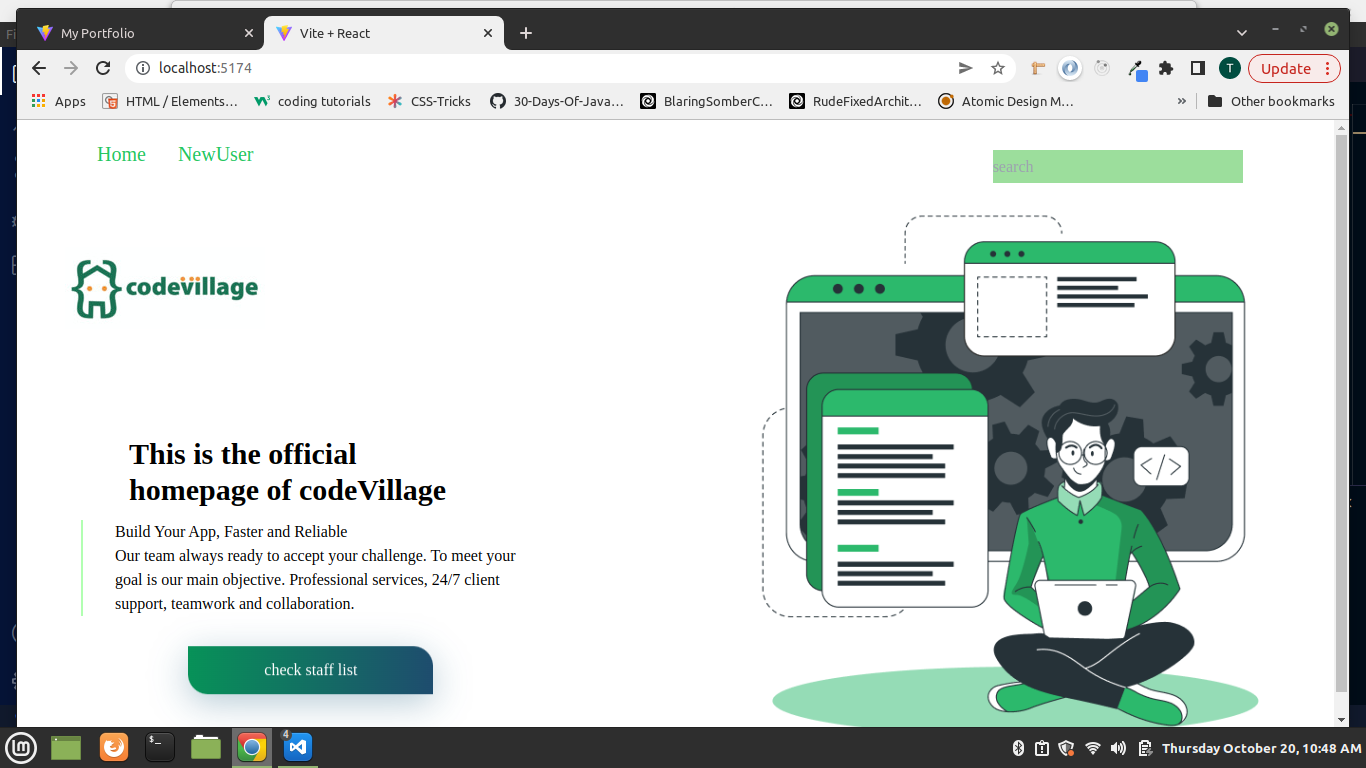 My Portfolio
Vite + React
localhost:5174
T
Update
Apps
HTML / Elements…
coding tutorials
CSS-Tricks
30-Days-Of-Java…
BlaringSomberC…
RudeFixedArchit…
Atomic Design M…
»
Other bookmarks
Home
NewUser
search
codevillage
</>
This is the official
homepage of codeVillage
Build Your App, Faster and Reliable
Our team always ready to accept your challenge. To meet your
goal is our main objective. Professional services, 24/7 client
support, teamwork and collaboration.
check staff list
4
Thursday October 20, 10:48 AM